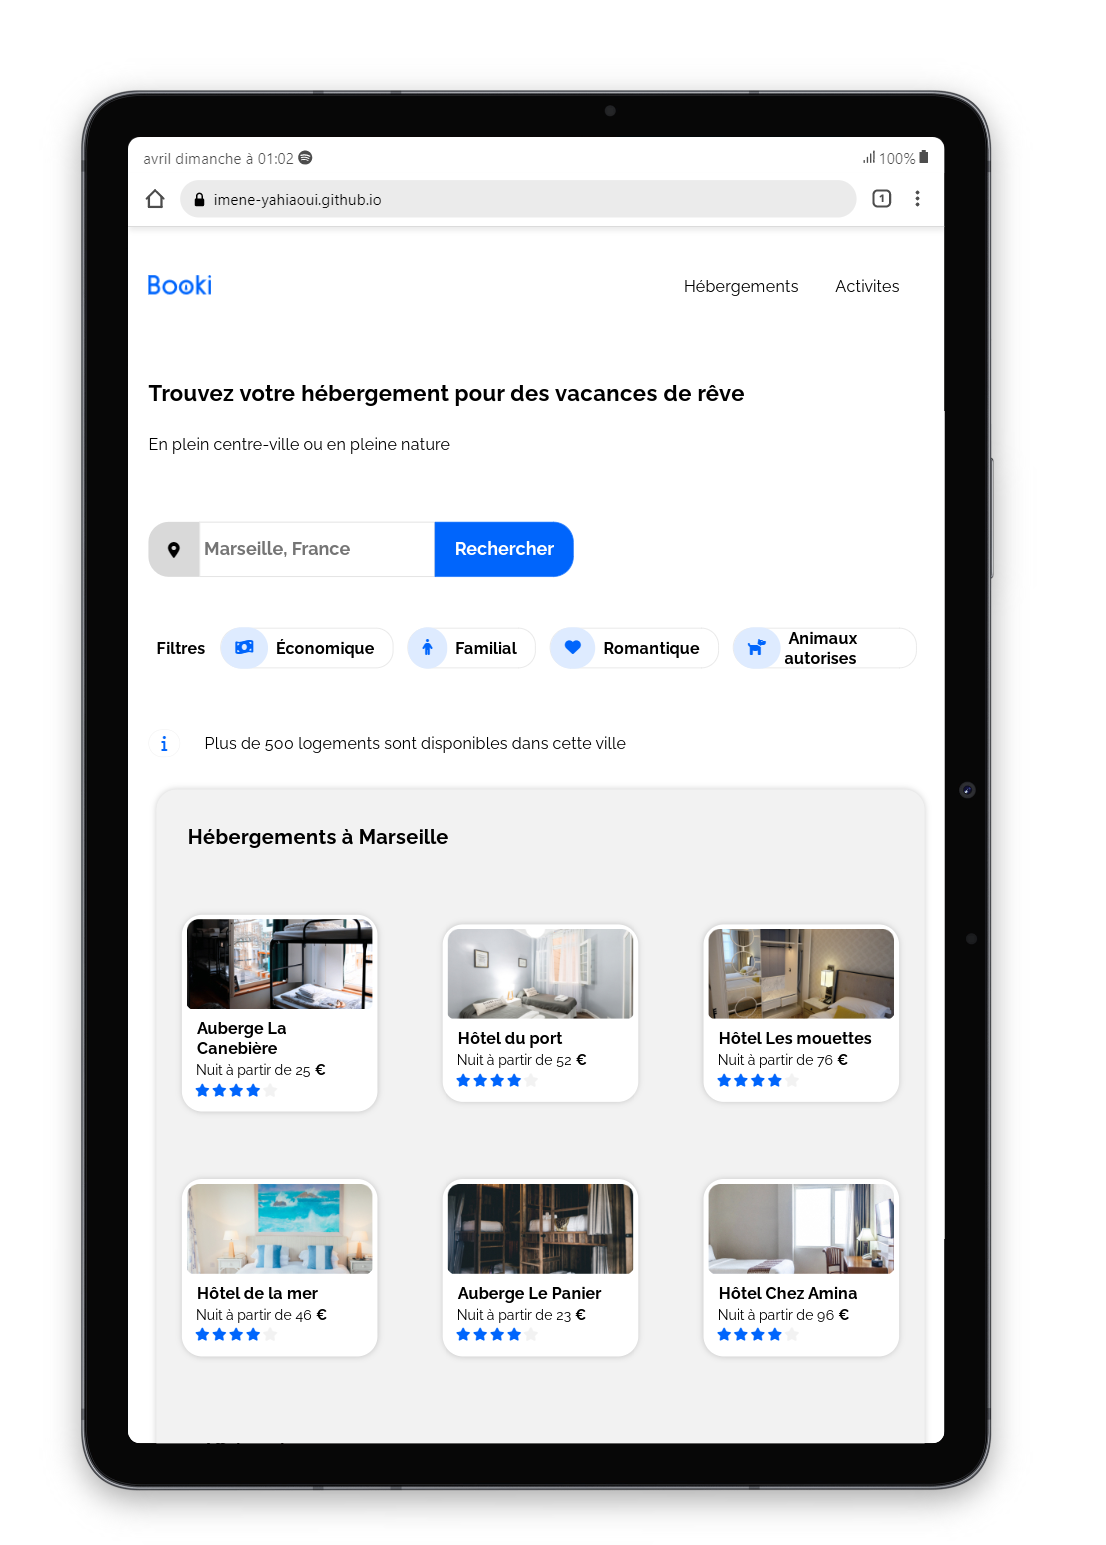 avril dimanche à 01:02
100%
imene-yahiaoui.github.io
1
Booki
Hébergements Activites
Trouvez votre hébergement pour des vacances de rêve
En plein centre-ville ou en pleine nature
Marseille, France Rechercher
Filtres Économique Familial Romantique Animaux
autorises
Plus de 500 logements sont disponibles dans cette ville
Hébergements à Marseille
Auberge La
Canebière
Nuit à partir de 25 €
Hôtel du port
Nuit à partir de 52 €
Hôtel Les mouettes
Nuit à partir de 76 €
Hôtel de la mer
Nuit à partir de 46 €
Auberge Le Panier
Nuit à partir de 23 €
Hôtel Chez Amina
Nuit à partir de 96 €